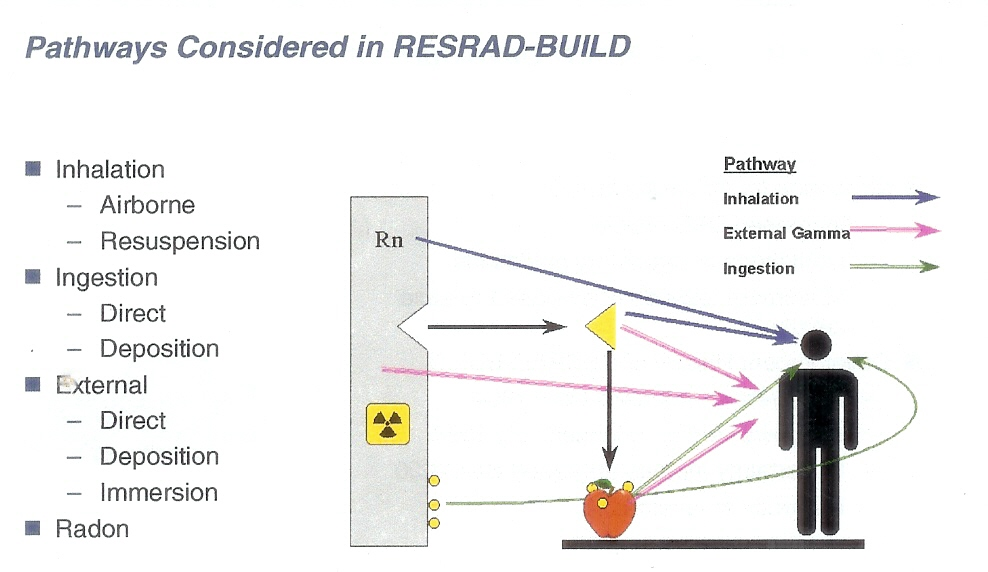 Pathways Considered in RESRAD-BUILD
Inhalation
– Airborne
– Resuspension
Ingestion
– Direct
– Deposition
External
– Direct
– Deposition
– Immersion
Radon
Pathway
Inhalation
External Gamma
Ingestion
Rn